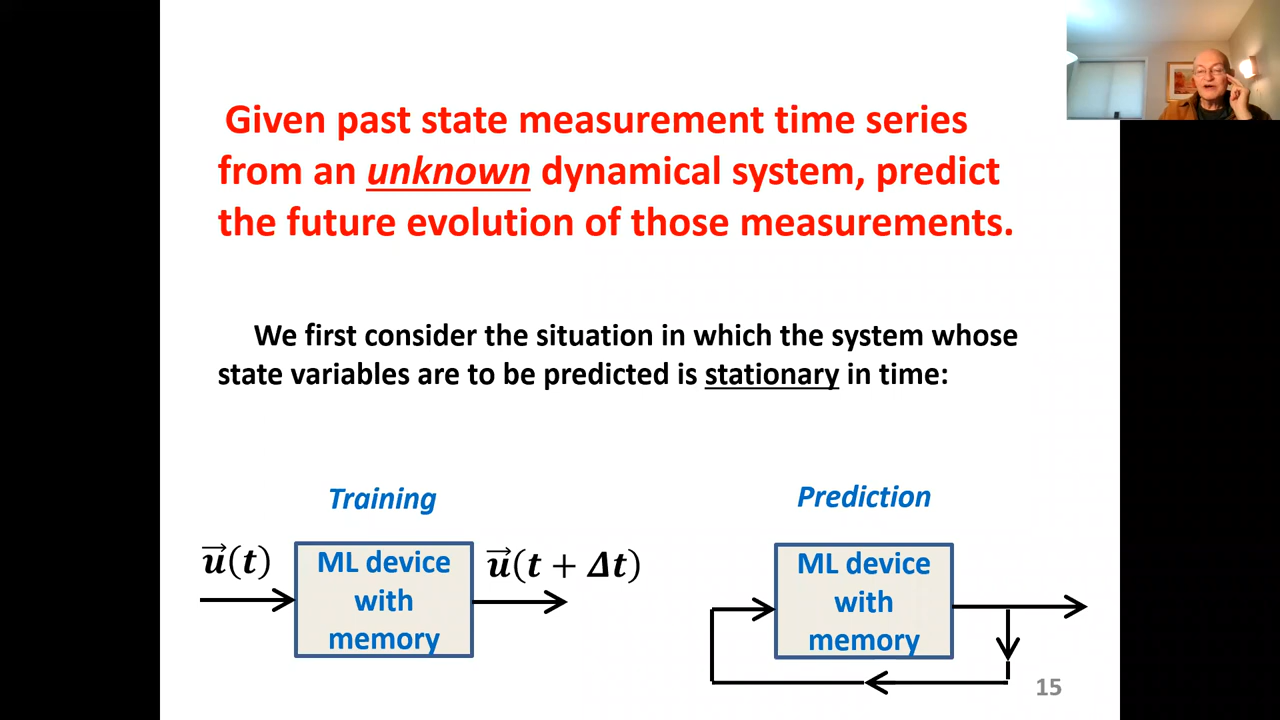 Given past state measurement time series
from an unknown dynamical system, predict
the future evolution of those measurements.
We first consider the situation in which the system whose
state variables are to be predicted is stationary in time:
Training
Prediction
u⃗(t)
ML device
with
memory
u⃗(t + Δt)
ML device
with
memory
15